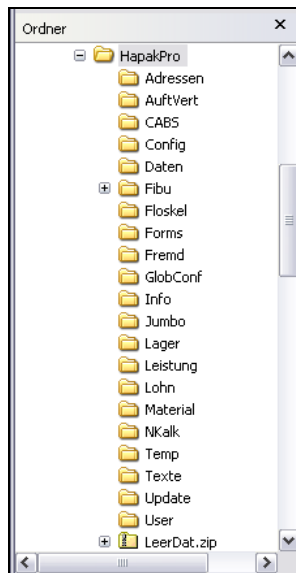 Ordner
HapakPro
Adressen
AuftVert
CABS
Config
Daten
Fibu
Floskel
Forms
Fremd
GlobConf
Info
Jumbo
Lager
Leistung
Lohn
Material
NKalk
Temp
Texte
Update
User
LeerDat.zip